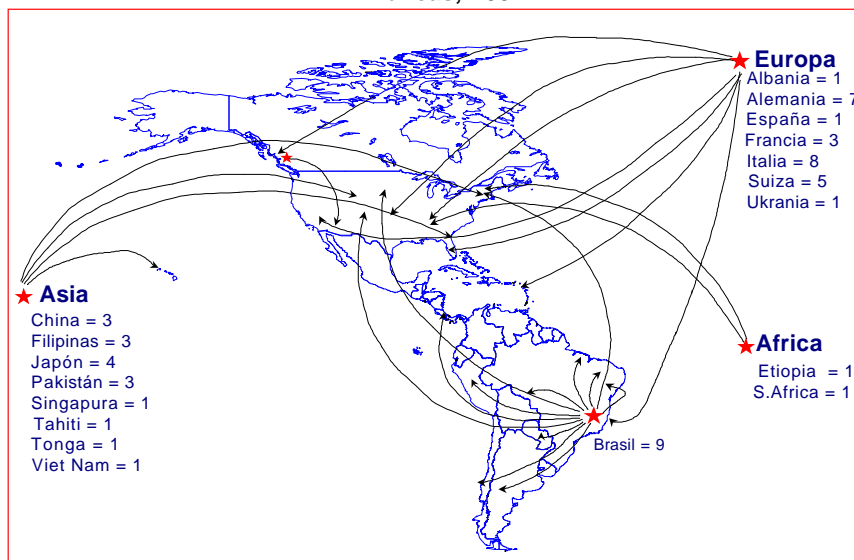 Europa
Albania = 1
Alemania = 7
España = 1
Francia = 3
Italia = 8
Suiza = 5
Ukrania = 1
Asia
China = 3
Filipinas = 3
Japón = 4
Pakistán = 3
Singapura = 1
Tahiti = 1
Tonga = 1
Viet Nam = 1
Africa
Etiopia = 1
S.Africa = 1
Brasil = 9